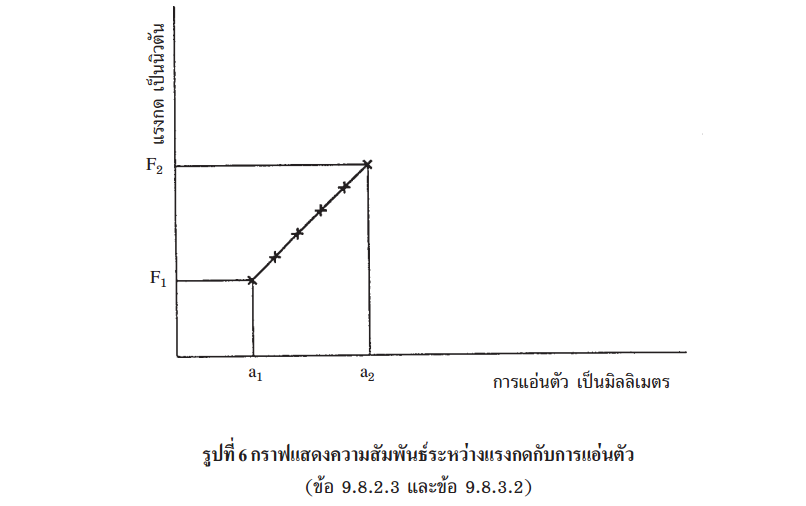 แรงกด เป็นนิวตัน
F2
F1
a1
a2
การแอ่นตัว เป็นมิลลิเมตร
รูปที่ 6 กราฟแสดงความสัมพันธ์ระหว่างแรงกดกับการแอ่นตัว
(ข้อ 9.8.2.3 และข้อ 9.8.3.2)